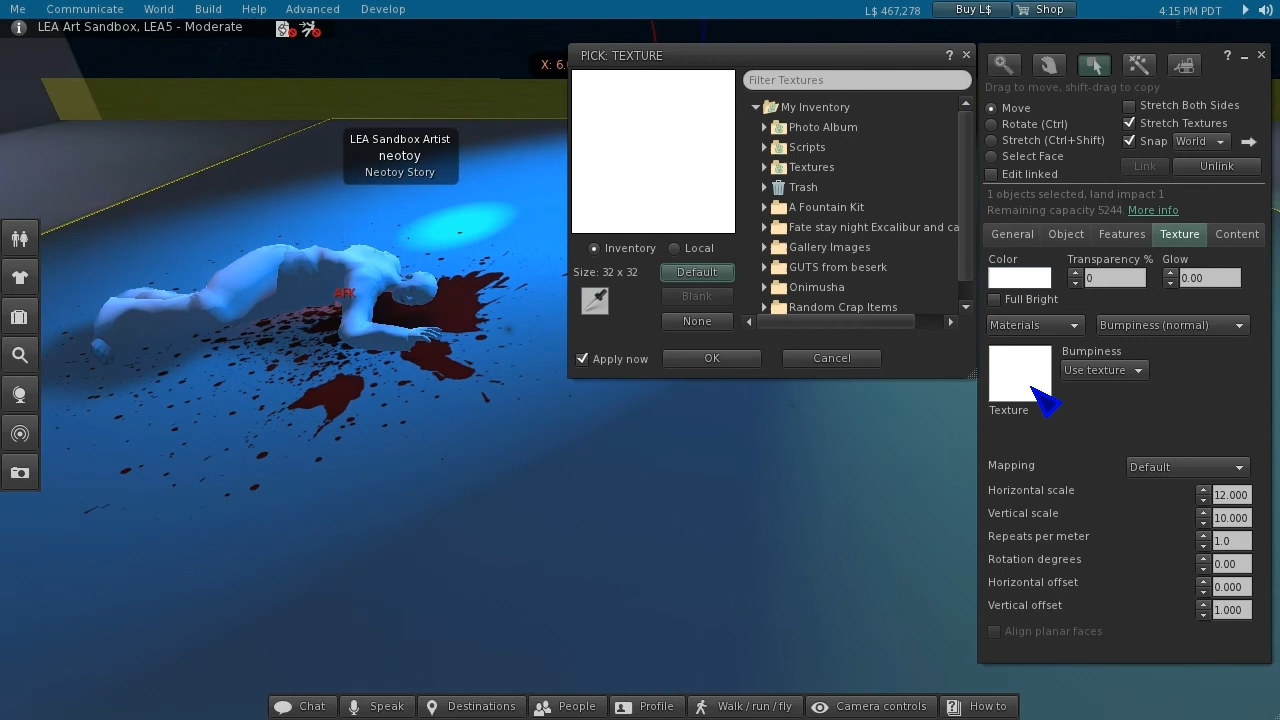 Me Communicate World Build Help Advanced Develop L$ 467,278 Buy L$ Shop 4:15 PM PDT
LEA Art Sandbox, LEA5 - Moderate
X: 6.0
LEA Sandbox Artist
neotoy
Neotoy Story
AFK
PICK: TEXTURE ? ×
Filter Textures
My Inventory
Photo Album
Scripts
Textures
Trash
A Fountain Kit
Fate stay night Excalibur and ca
Gallery Images
GUTS from beserk
Onimusha
Random Crap Items
Inventory Local
Size: 32 x 32 Default
Blank
None
Apply now OK Cancel
? _ ×
Drag to move, shift-drag to copy
Move
Rotate (Ctrl)
Stretch (Ctrl+Shift)
Select Face
Edit linked
Stretch Both Sides
Stretch Textures
Snap World
Link Unlink
1 objects selected, land impact 1
Remaining capacity 5244. More info
General Object Features Texture Content
Color Transparency % Glow
0 0.00
Full Bright
Materials Bumpiness (normal)
Bumpiness
Use texture
Texture
Mapping Default
Horizontal scale 12.000
Vertical scale 10.000
Repeats per meter 1.0
Rotation degrees 0.00
Horizontal offset 0.000
Vertical offset 1.000
Align planar faces
Chat Speak Destinations People Profile Walk / run / fly Camera controls How to